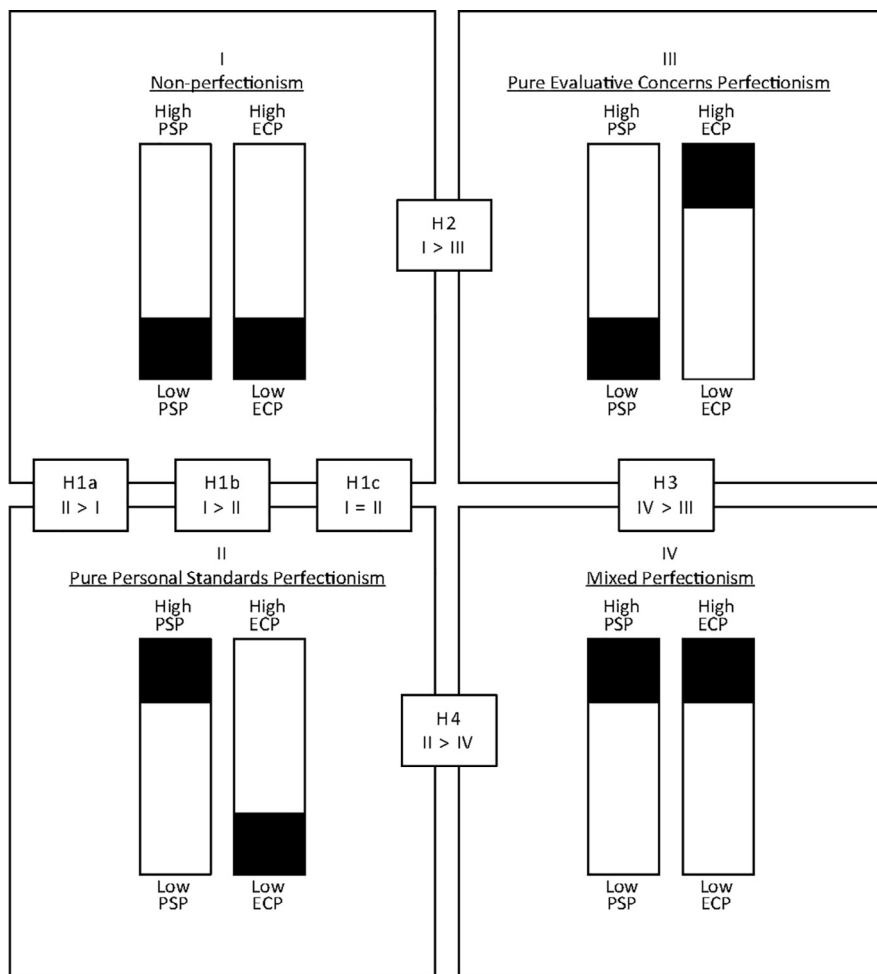 I
Non-perfectionism
High
PSP
High
ECP
Low
PSP
Low
ECP
III
Pure Evaluative Concerns Perfectionism
High
PSP
High
ECP
Low
PSP
Low
ECP
H2
I > III
H1a
II > I
H1b
I > II
H1c
I = II
H3
IV > III
II
Pure Personal Standards Perfectionism
High
PSP
High
ECP
Low
PSP
Low
ECP
H4
II > IV
IV
Mixed Perfectionism
High
PSP
High
ECP
Low
PSP
Low
ECP